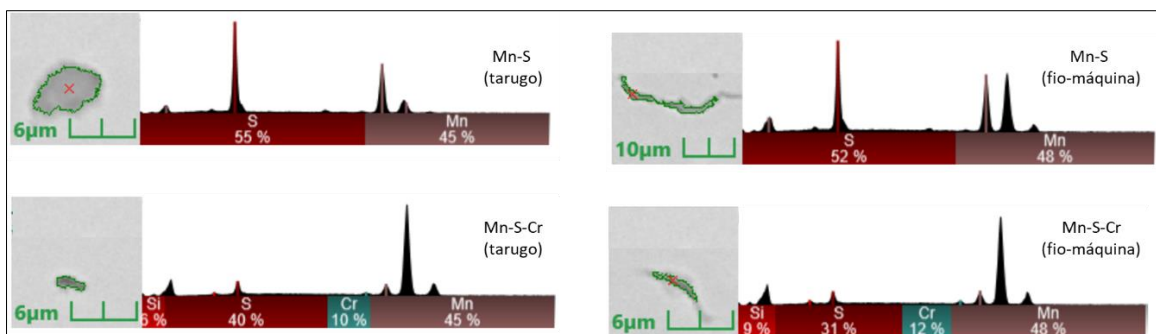 Mn-S
(tarugo)
6μm
S
55 %
Mn
45 %
Mn-S
(fio-máquina)
10μm
S
52 %
Mn
48 %
Mn-S-Cr
(tarugo)
6μm
Si
6 %
S
40 %
Cr
10 %
Mn
45 %
Mn-S-Cr
(fio-máquina)
6μm
Si
9 %
S
31 %
Cr
12 %
Mn
48 %